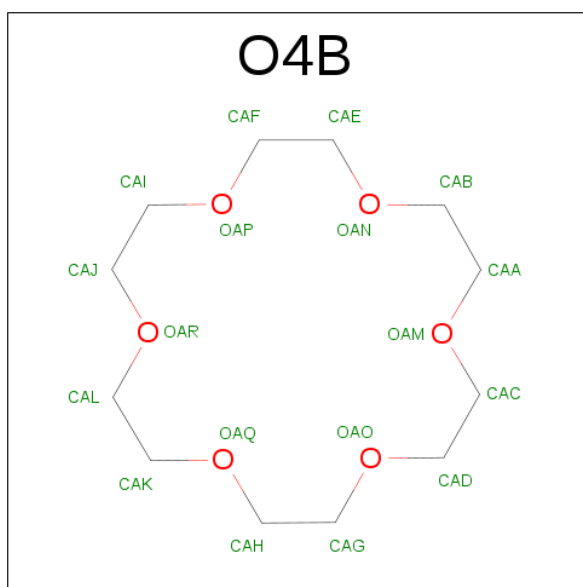 O4B
CAF CAE
CAI CAB
O O
OAP OAN
CAJ CAA
O OAR OAM O
CAL CAC
OAQ OAO
O O
CAK CAD
CAH CAG